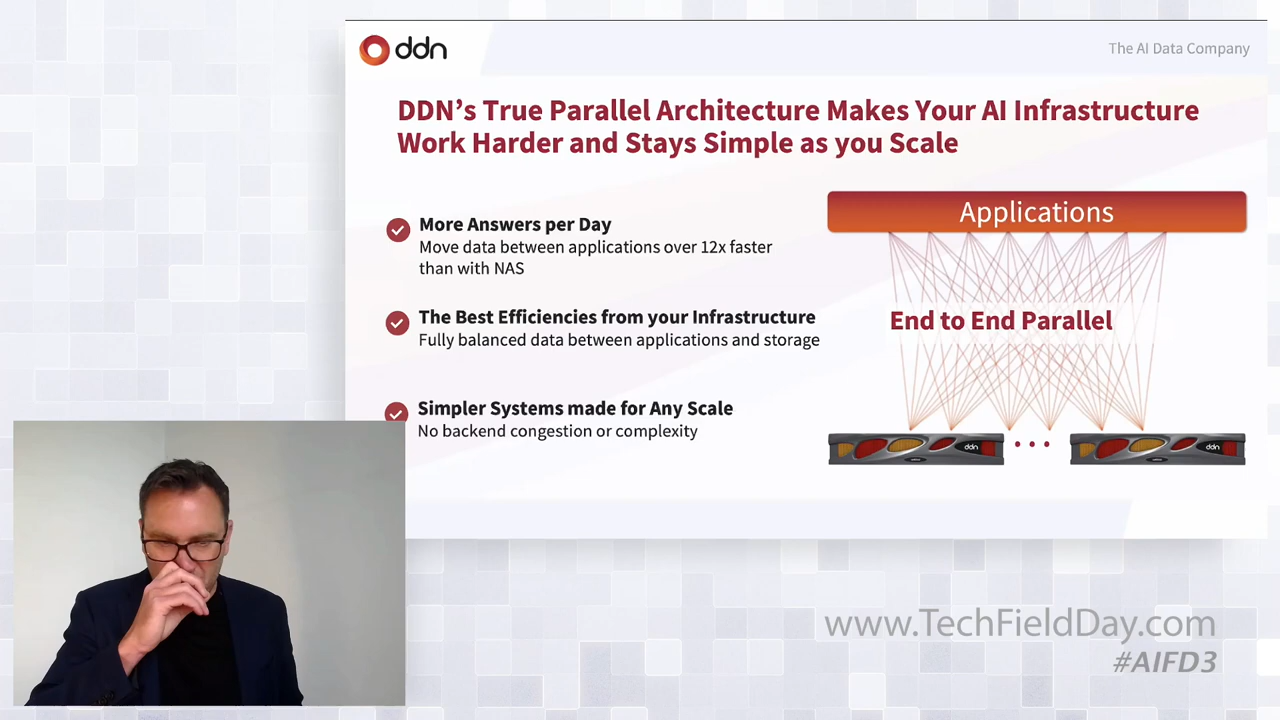 ddn
The AI Data Company
DDN’s True Parallel Architecture Makes Your AI Infrastructure
Work Harder and Stays Simple as you Scale
More Answers per Day
Move data between applications over 12x faster
than with NAS
The Best Efficiencies from your Infrastructure
Fully balanced data between applications and storage
Simpler Systems made for Any Scale
No backend congestion or complexity
Applications
End to End Parallel
ddn
ddn
www.TechFieldDay.com
#AIFD3